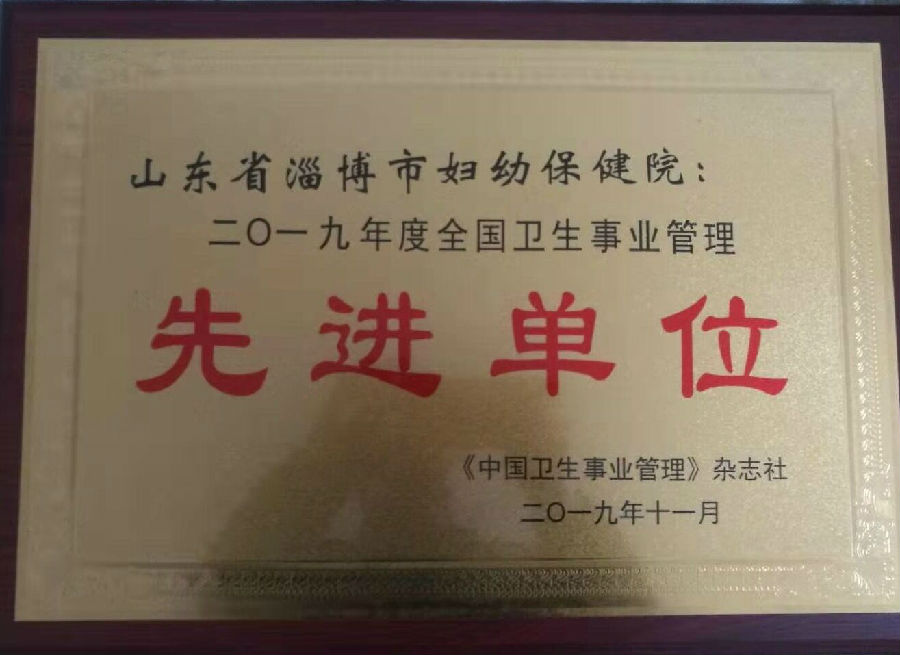 山东省淄博市妇幼保健院：
二〇一九年度全国卫生事业管理
先进单位
《中国卫生事业管理》杂志社
二〇一九年十一月